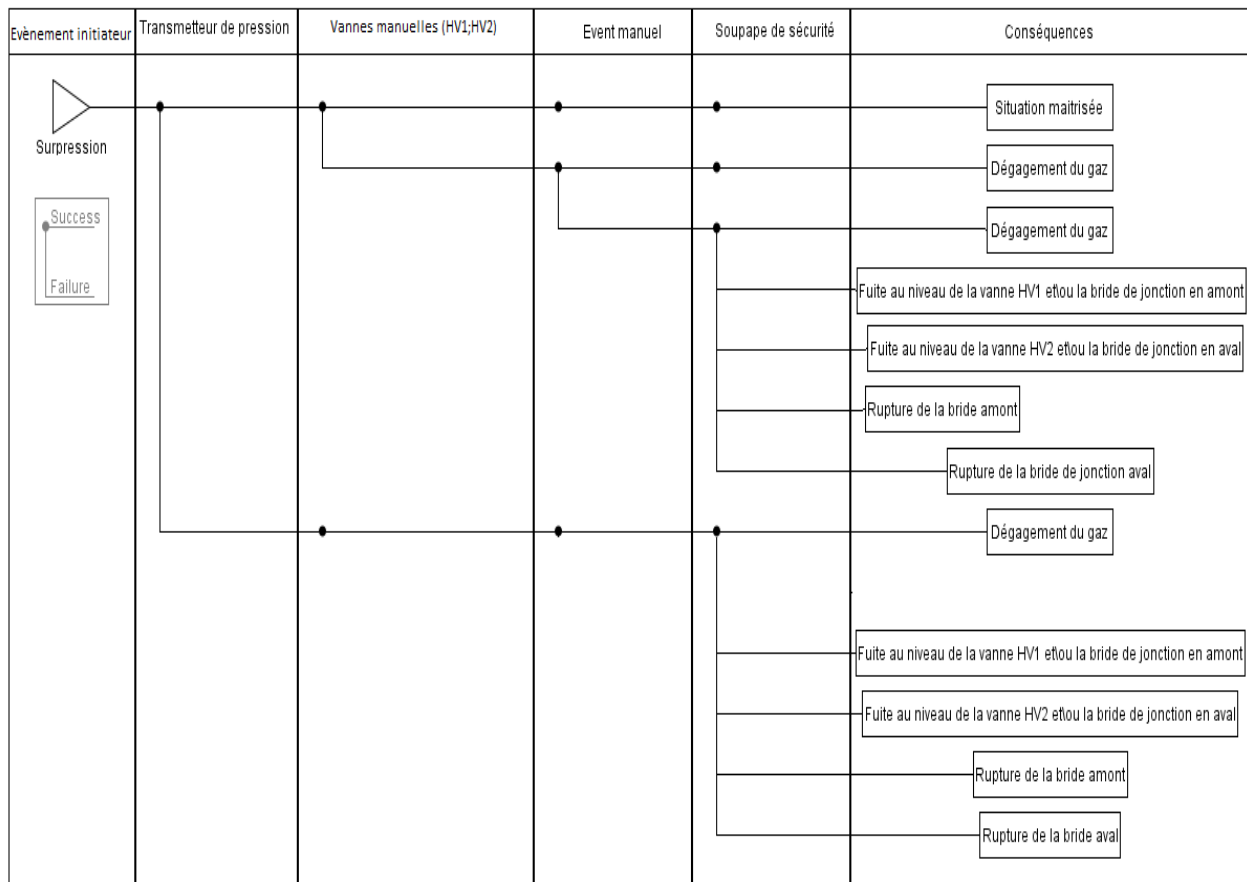 Evènement initiateur
Transmetteur de pression
Vannes manuelles (HV1;HV2)
Event manuel
Soupape de sécurité
Conséquences
Surpression
Success
Failure
Situation maitrisée
Dégagement du gaz
Dégagement du gaz
Fuite au niveau de la vanne HV1 et\ou la bride de jonction en amont
Fuite au niveau de la vanne HV2 et\ou la bride de jonction en aval
Rupture de la bride amont
Rupture de la bride de jonction aval
Dégagement du gaz
Fuite au niveau de la vanne HV1 et\ou la bride de jonction en amont
Fuite au niveau de la vanne HV2 et\ou la bride de jonction en aval
Rupture de la bride amont
Rupture de la bride aval